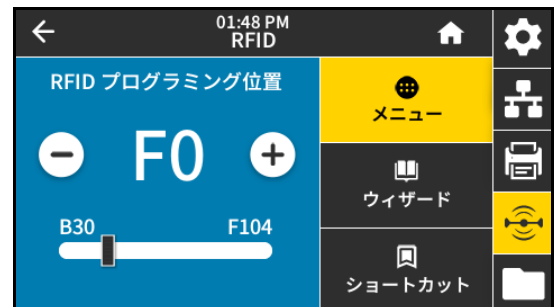 01:48 PM
RFID
RFID プログラミング位置
F0
B30
F104
メニュー
ウィザード
ショートカット